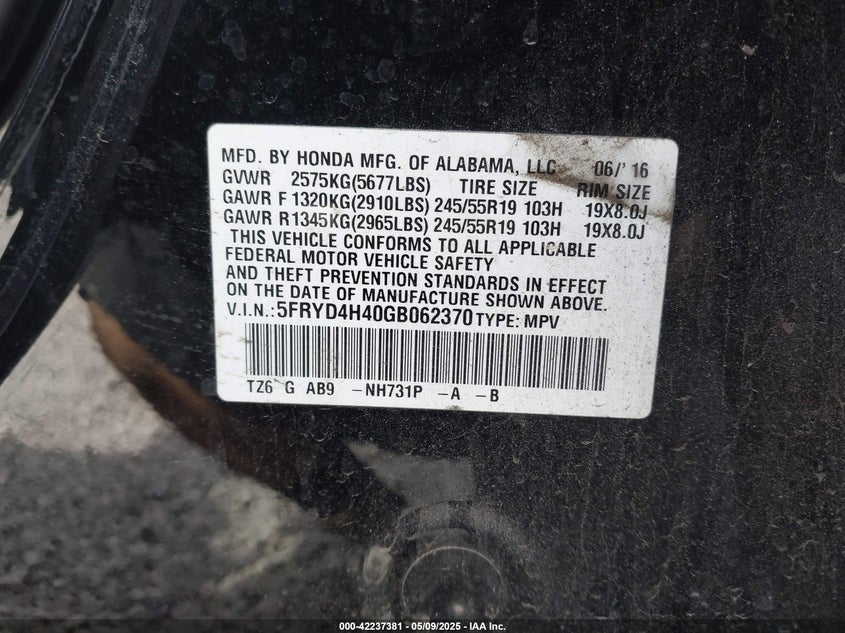 MFD. BY HONDA MFG. OF ALABAMA, LLC 06/'16
GVWR 2575KG(5677LBS) TIRE SIZE RIM SIZE
GAWR F 1320KG(2910LBS) 245/55R19 103H 19X8.0J
GAWR R1345KG(2965LBS) 245/55R19 103H 19X8.0J
THIS VEHICLE CONFORMS TO ALL APPLICABLE
FEDERAL MOTOR VEHICLE SAFETY
AND THEFT PREVENTION STANDARDS IN EFFECT
ON THE DATE OF MANUFACTURE SHOWN ABOVE.
V.I.N.:5FRYD4H40GB062370 TYPE: MPV
TZ6 G AB9 -NH731P -A -B
000-42237381 - 05/09/2025 - IAA Inc.